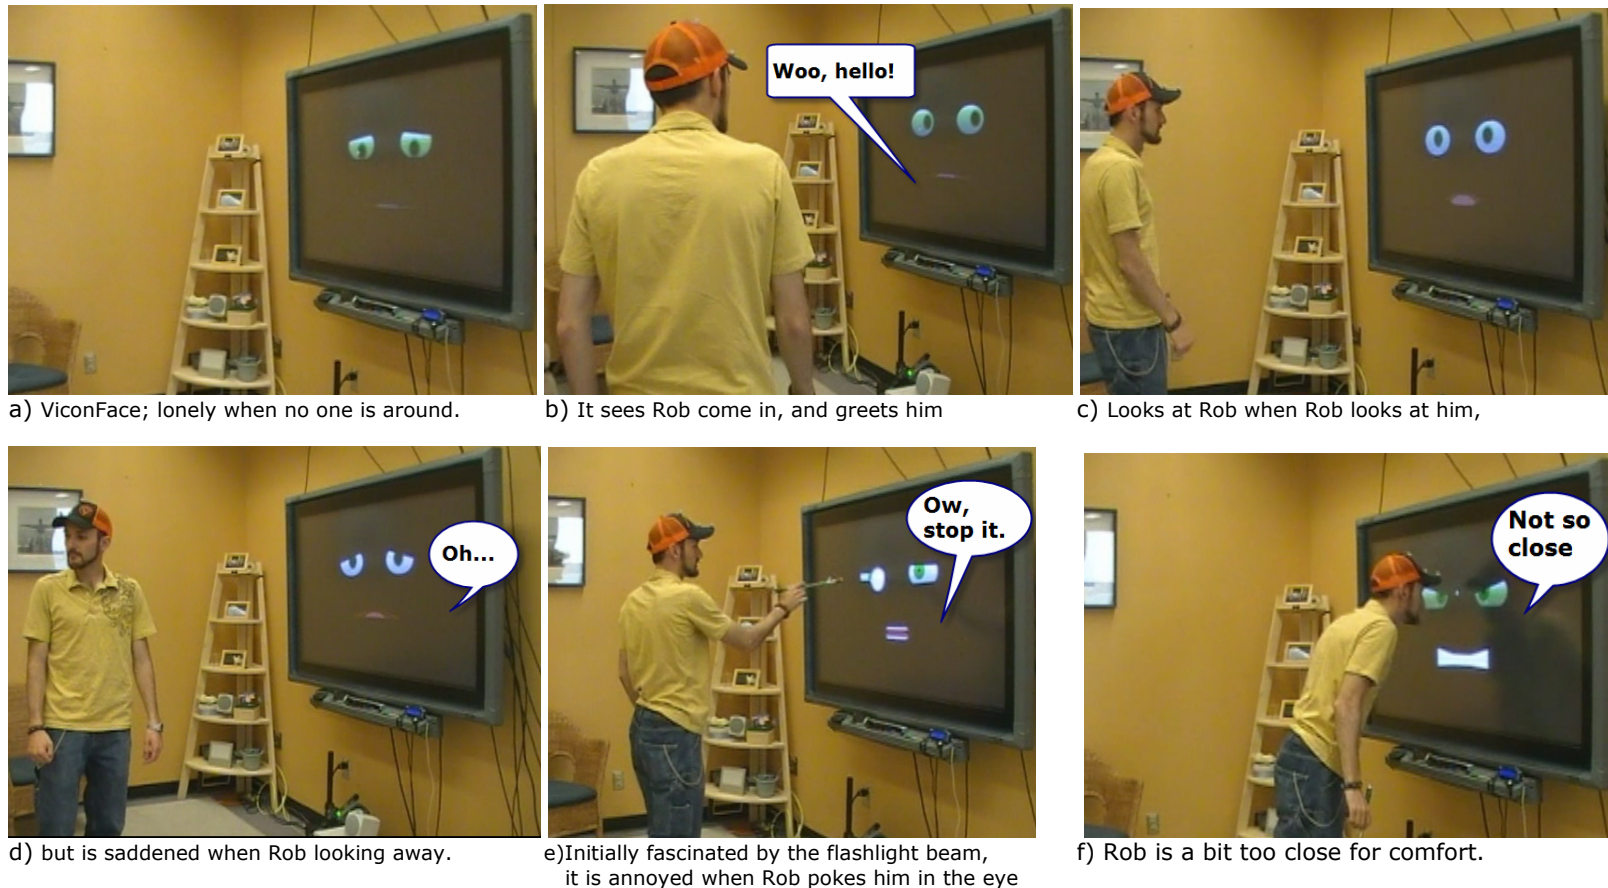 Woo, hello!
a) ViconFace; lonely when no one is around.
b) It sees Rob come in, and greets him
c) Looks at Rob when Rob looks at him,
Oh...
Ow,
stop it.
Not so
close
d) but is saddened when Rob looking away.
e)Initially fascinated by the flashlight beam,
it is annoyed when Rob pokes him in the eye
f) Rob is a bit too close for comfort.